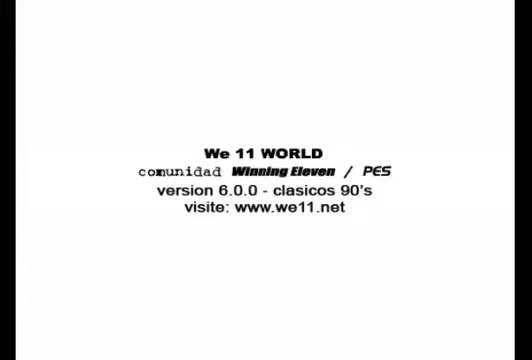 We 11 WORLD
comunidad Winning Eleven / PES
version 6.0.0 - clasicos 90's
visite: www.we11.net